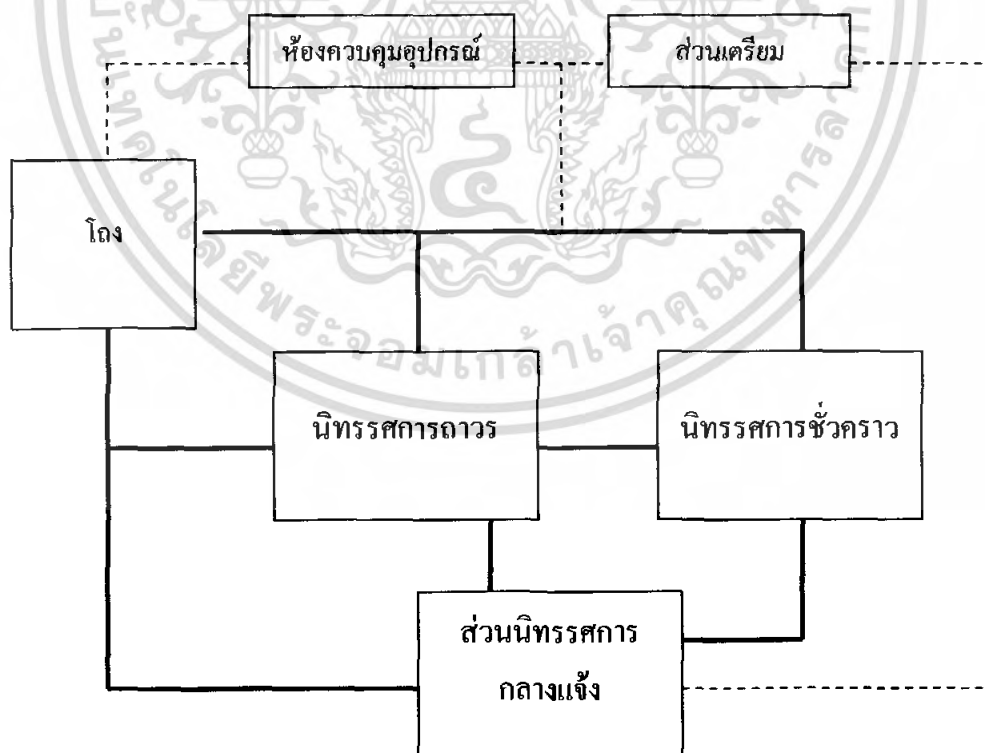 ห้องควบคุมอุปกรณ์
ส่วนเตรียม
โถง
นิทรรศการถาวร
นิทรรศการชั่วคราว
ส่วนนิทรรศการ
กลางแจ้ง